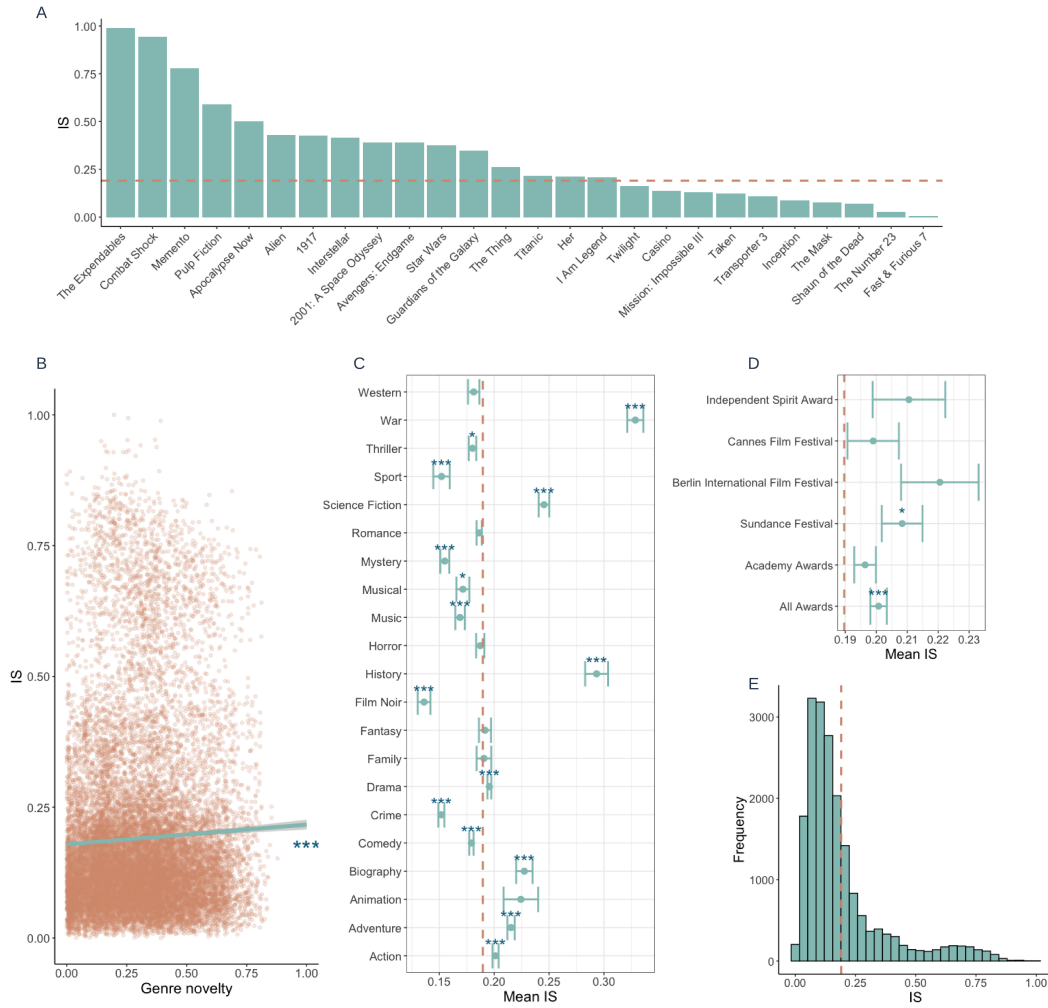 A
IS
1.00
0.75
0.50
0.25
0.00
The Expendables
Combat Shock
Memento
Pulp Fiction
Apocalypse Now
Alien
1917
Interstellar
2001: A Space Odyssey
Avengers: Endgame
Star Wars
Guardians of the Galaxy
The Thing
Titanic
Her
I Am Legend
Twilight
Casino
Mission: Impossible III
Taken
Transporter 3
Inception
The Mask
Shaun of the Dead
The Number 23
Fast & Furious 7
B
IS
1.00
0.75
0.50
0.25
0.00
***
0.00 0.25 0.50 0.75 1.00
Genre novelty
C
Western
War ***
Thriller *
Sport ***
Science Fiction ***
Romance
Mystery ***
Musical *
Music ***
Horror
History ***
Film Noir ***
Fantasy
Family
Drama ***
Crime ***
Comedy ***
Biography ***
Animation
Adventure ***
Action ***
0.15 0.20 0.25 0.30
Mean IS
D
Independent Spirit Award
Cannes Film Festival
Berlin International Film Festival
Sundance Festival *
Academy Awards
All Awards ***
0.19 0.20 0.21 0.22 0.23
Mean IS
E
Frequency
3000
2000
1000
0
0.00 0.25 0.50 0.75 1.00
IS